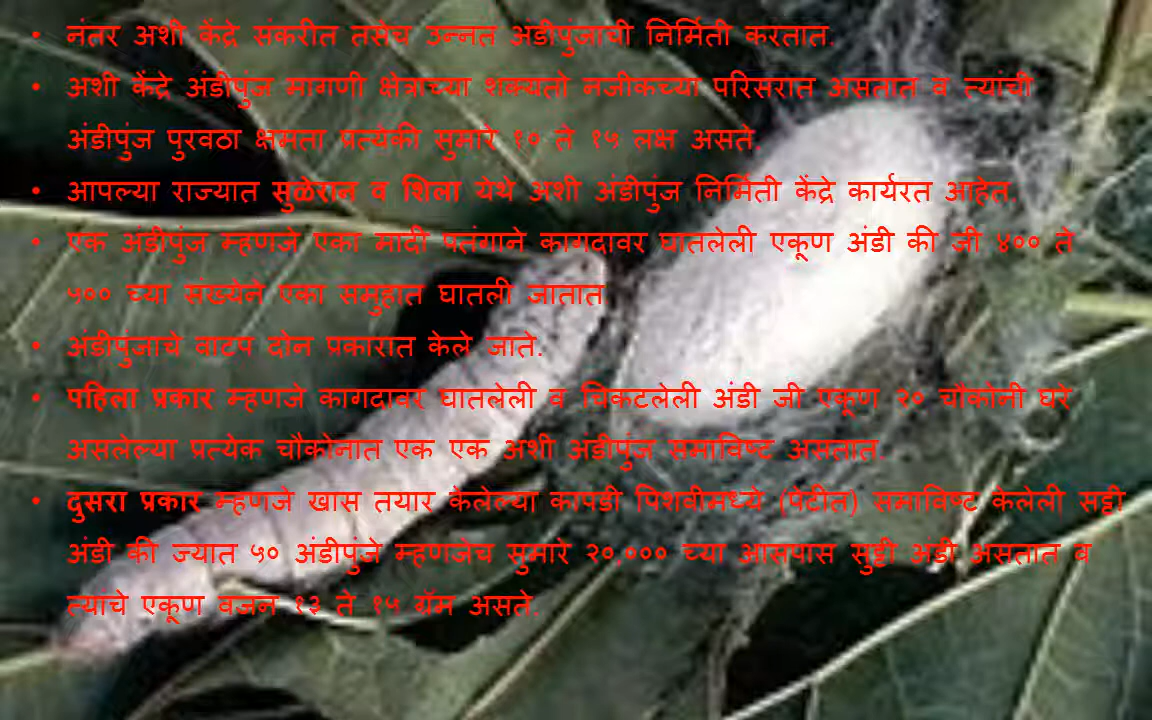 • नंतर अशी केंद्रे संकरीत तसेच उन्नत अंडीपुंजाची निर्मिती करतात.
• अशी केंद्रे अंडीपुंज मागणी क्षेत्राच्या शक्यतो नजीकच्या परिसरात असतात व त्यांची
अंडीपुंज पुरवठा क्षमता प्रत्येकी सुमारे १० ते १५ लक्ष असते.
• आपल्या राज्यात सुळेरान व शिला येथे अशी अंडीपुंज निर्मिती केंद्रे कार्यरत आहेत.
• एक अंडीपुंज म्हणजे एका मादी पतंगाने कागदावर घातलेली एकूण अंडी की जी ४०० ते
५०० च्या संख्येने एका समुहात घातली जातात.
• अंडीपुंजाचे वाटप दोन प्रकारात केले जाते.
• पहिला प्रकार म्हणजे कागदावर घातलेली व चिकटलेली अंडी जी एकूण २० चौकोनी घरे
असलेल्या प्रत्येक चौकोनात एक एक अशी अंडीपुंज समाविष्ट असतात.
• दुसरा प्रकार म्हणजे खास तयार केलेल्या कापडी पिशवीमध्ये (पेटीत) समाविष्ट केलेली सट्टी
अंडी की ज्यात ५० अंडीपुंजे म्हणजेच सुमारे २०,००० च्या आसपास सुट्टी अंडी असतात व
त्यांचे एकूण वजन १३ ते १५ ग्रॅम असते.